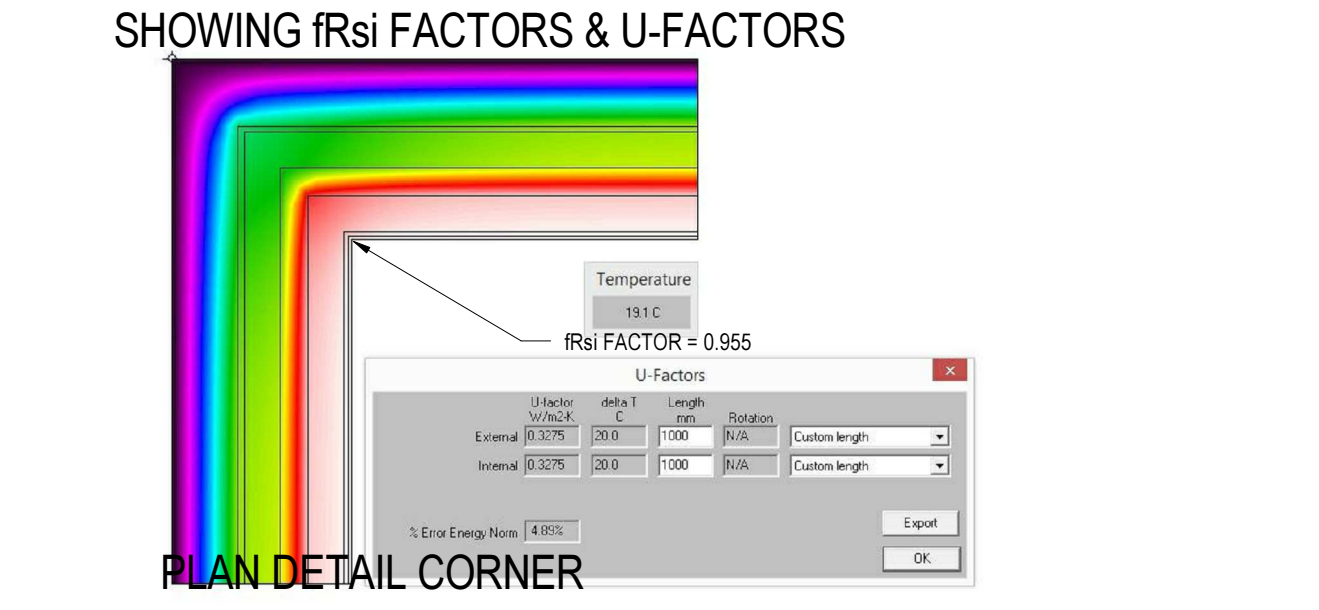 SHOWING fRsi FACTORS & U-FACTORS
Temperature
19.1 C
fRsi FACTOR = 0.955
U-Factors
U-factor delta T Length
W/m2-K C mm Rotation
External 0.3275 20.0 1000 N/A Custom length
Internal 0.3275 20.0 1000 N/A Custom length
% Error Energy Norm 4.89% Export
OK
PLAN DETAIL CORNER